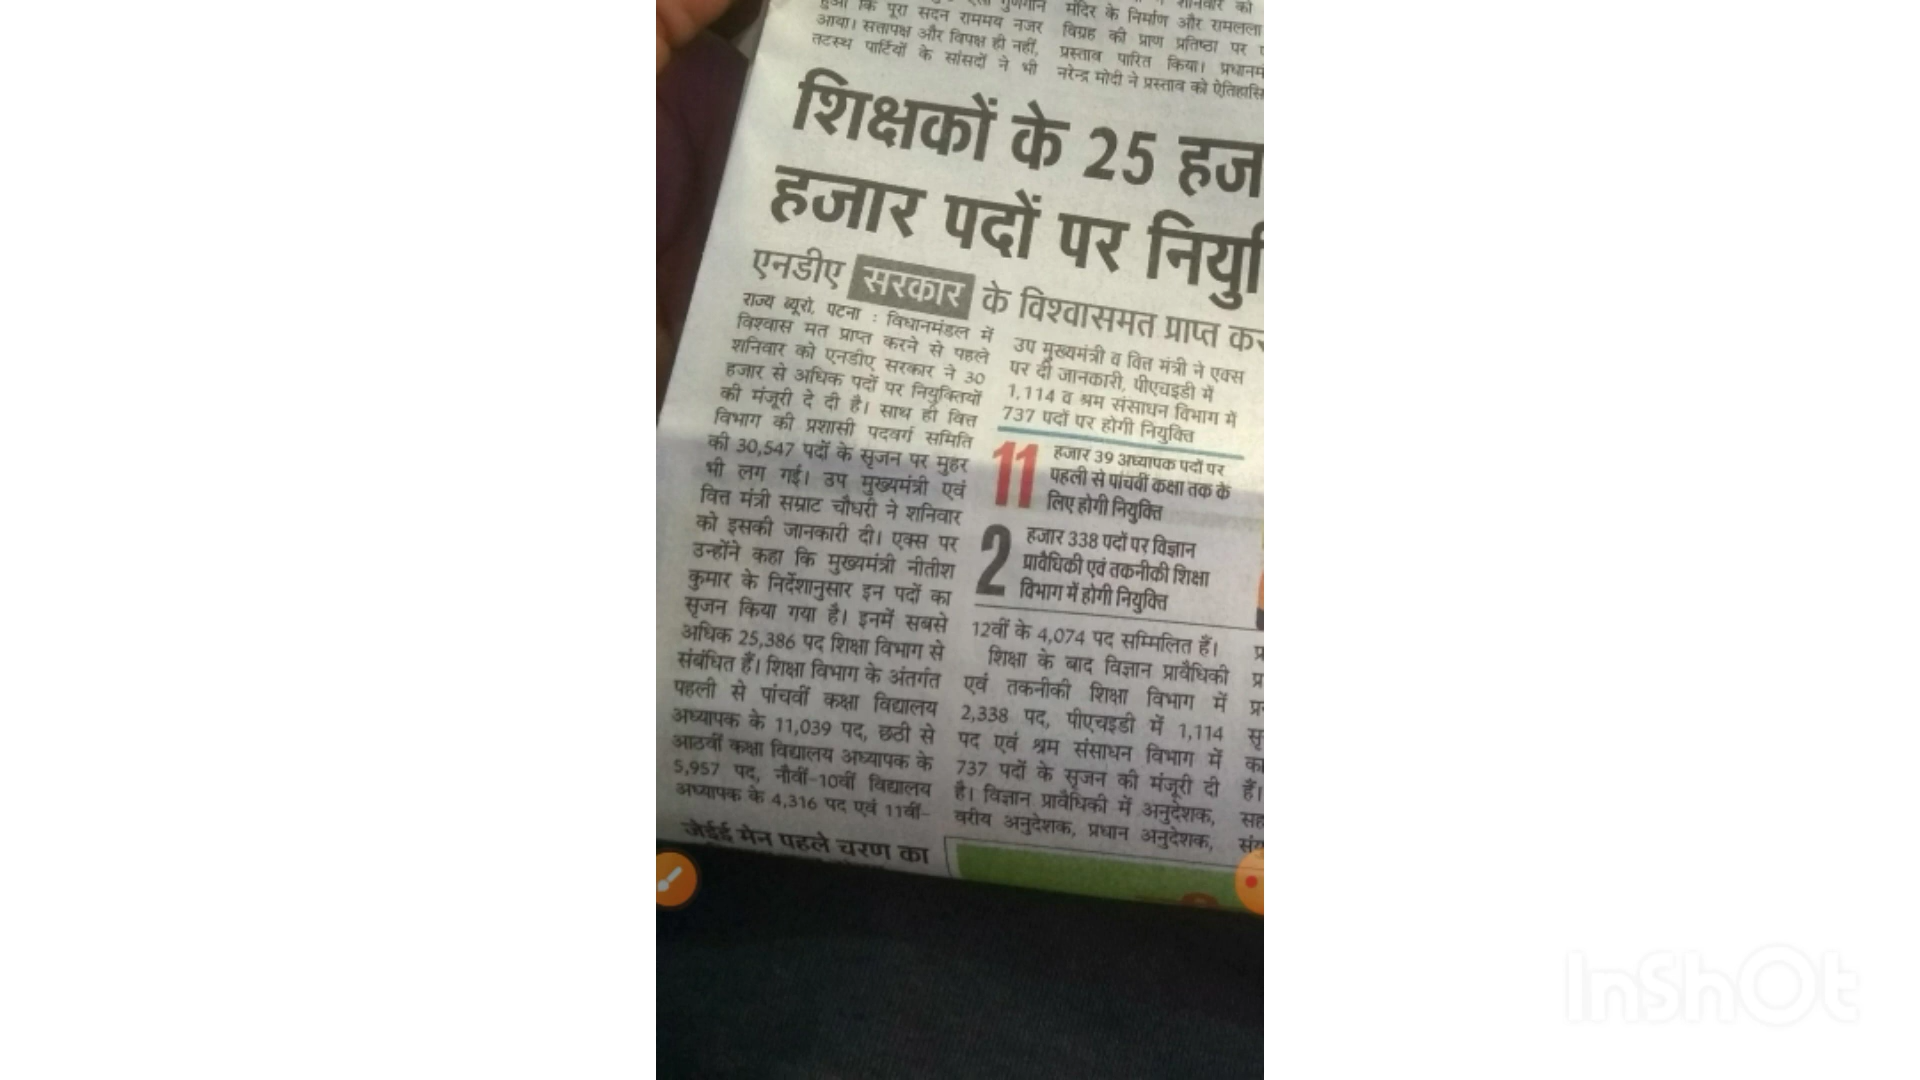 हुआ कि पूरा सदन राममय नजर
आया। सत्तापक्ष और विपक्ष ही नहीं,
तटस्थ पार्टियों के सांसदों ने भी
मंदिर के निर्माण और रामलला
विग्रह की प्राण प्रतिष्ठा पर
प्रस्ताव पारित किया।
नरेन्द्र मोदी ने प्रस्ताव को
शिक्षकों के 25
हजार पदों पर
एनडीए सरकार के विश्वासमत प्राप्त
राज्य ब्यूरो, पटना : विधानमंडल में
विश्वास मत प्राप्त करने से पहले
शनिवार को एनडीए सरकार ने 30
हजार से अधिक पदों पर नियुक्तियों
की मंजूरी दे दी है। साथ ही वित्त
विभाग की प्रशासी पदवर्ग समिति
की 30,547 पदों के सृजन पर मुहर
भी लग गई। उप मुख्यमंत्री एवं
वित्त मंत्री सम्राट चौधरी ने शनिवार
को इसकी जानकारी दी। एक्स पर
उन्होंने कहा कि मुख्यमंत्री नीतीश
कुमार के निर्देशानुसार इन पदों का
सृजन किया गया है। इनमें सबसे
अधिक 25,386 पद शिक्षा विभाग से
संबंधित हैं। शिक्षा विभाग के अंतर्गत
पहली से पांचवीं कक्षा विद्यालय
अध्यापक के 11,039 पद, छठी से
आठवीं कक्षा विद्यालय अध्यापक के
5,957 पद, नौवीं-10वीं विद्यालय
अध्यापक के 4,316 पद एवं 11वीं-
उप मुख्यमंत्री व वित्त मंत्री ने एक्स
पर दी जानकारी, पीएचइडी में
1,114 व श्रम संसाधन विभाग में
737 पदों पर होगी नियुक्ति
11 हजार 39 अध्यापक पदों पर
पहली से पांचवीं कक्षा तक के
लिए होगी नियुक्ति
2 हजार 338 पदों पर विज्ञान
प्रावैधिकी एवं तकनीकी शिक्षा
विभाग में होगी नियुक्ति
12वीं के 4,074 पद सम्मिलित हैं।
शिक्षा के बाद विज्ञान प्रावैधिकी
एवं तकनीकी शिक्षा विभाग में
2,338 पद, पीएचइडी में 1,114
पद एवं श्रम संसाधन विभाग में
737 पदों के सृजन की मंजूरी दी
है। विज्ञान प्रावैधिकी में अनुदेशक,
वरीय अनुदेशक, प्रधान अनुदेशक,
जेईई मेन पहले चरण का
InShOt